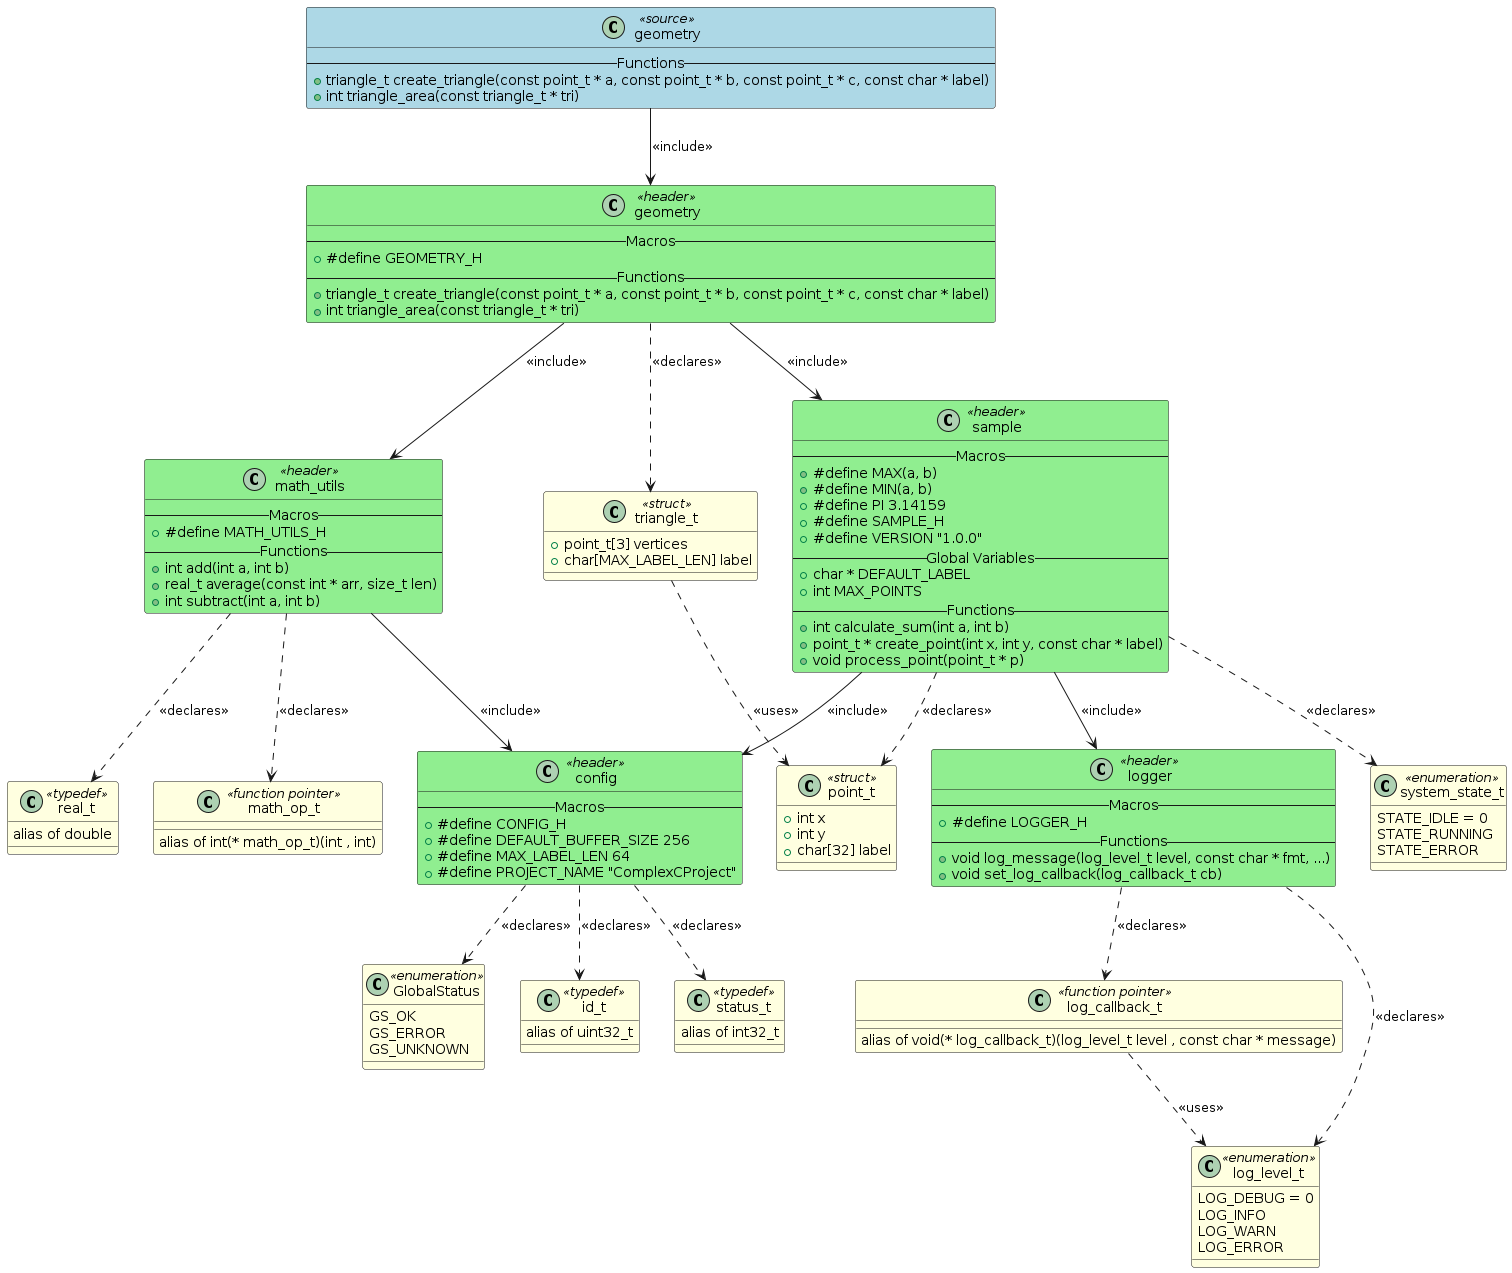 C
«source»
geometry
Functions
triangle_t create_triangle(const point_t * a, const point_t * b, const point_t * c, const char * label)
int triangle_area(const triangle_t * tri)
«include»
C
«header»
geometry
Macros
#define GEOMETRY_H
Functions
triangle_t create_triangle(const point_t * a, const point_t * b, const point_t * c, const char * label)
int triangle_area(const triangle_t * tri)
«include»
«declares»
«include»
C
«header»
math_utils
Macros
#define MATH_UTILS_H
Functions
int add(int a, int b)
real_t average(const int * arr, size_t len)
int subtract(int a, int b)
C
«struct»
triangle_t
point_t[3] vertices
char[MAX_LABEL_LEN] label
C
«header»
sample
Macros
#define MAX(a, b)
#define MIN(a, b)
#define PI 3.14159
#define SAMPLE_H
#define VERSION "1.0.0"
Global Variables
char * DEFAULT_LABEL
int MAX_POINTS
Functions
int calculate_sum(int a, int b)
point_t * create_point(int x, int y, const char * label)
void process_point(point_t * p)
«declares»
«declares»
«include»
«uses»
«include»
«declares»
«include»
«declares»
C
«typedef»
real_t
alias of double
C
«function pointer»
math_op_t
alias of int(* math_op_t)(int , int)
C
«header»
config
Macros
#define CONFIG_H
#define DEFAULT_BUFFER_SIZE 256
#define MAX_LABEL_LEN 64
#define PROJECT_NAME "ComplexCProject"
C
«struct»
point_t
int x
int y
char[32] label
C
«header»
logger
Macros
#define LOGGER_H
Functions
void log_message(log_level_t level, const char * fmt, ...)
void set_log_callback(log_callback_t cb)
C
«enumeration»
system_state_t
STATE_IDLE = 0
STATE_RUNNING
STATE_ERROR
«declares»
«declares»
«declares»
«declares»
«declares»
C
«enumeration»
GlobalStatus
GS_OK
GS_ERROR
GS_UNKNOWN
C
«typedef»
id_t
alias of uint32_t
C
«typedef»
status_t
alias of int32_t
C
«function pointer»
log_callback_t
alias of void(* log_callback_t)(log_level_t level , const char * message)
«uses»
C
«enumeration»
log_level_t
LOG_DEBUG = 0
LOG_INFO
LOG_WARN
LOG_ERROR